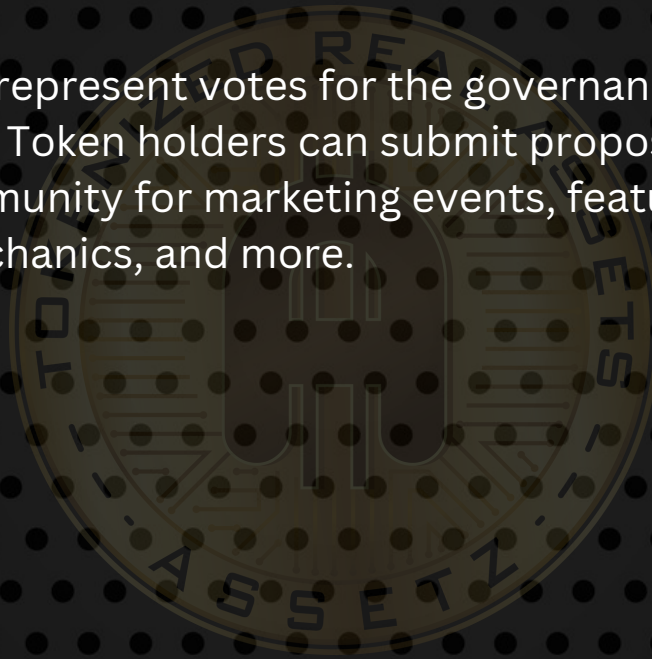 represent votes for the governan
Token holders can submit propos
munity for marketing events, featu
chanics, and more.
TOKENIZED REAL ASSETS
ASSETZ